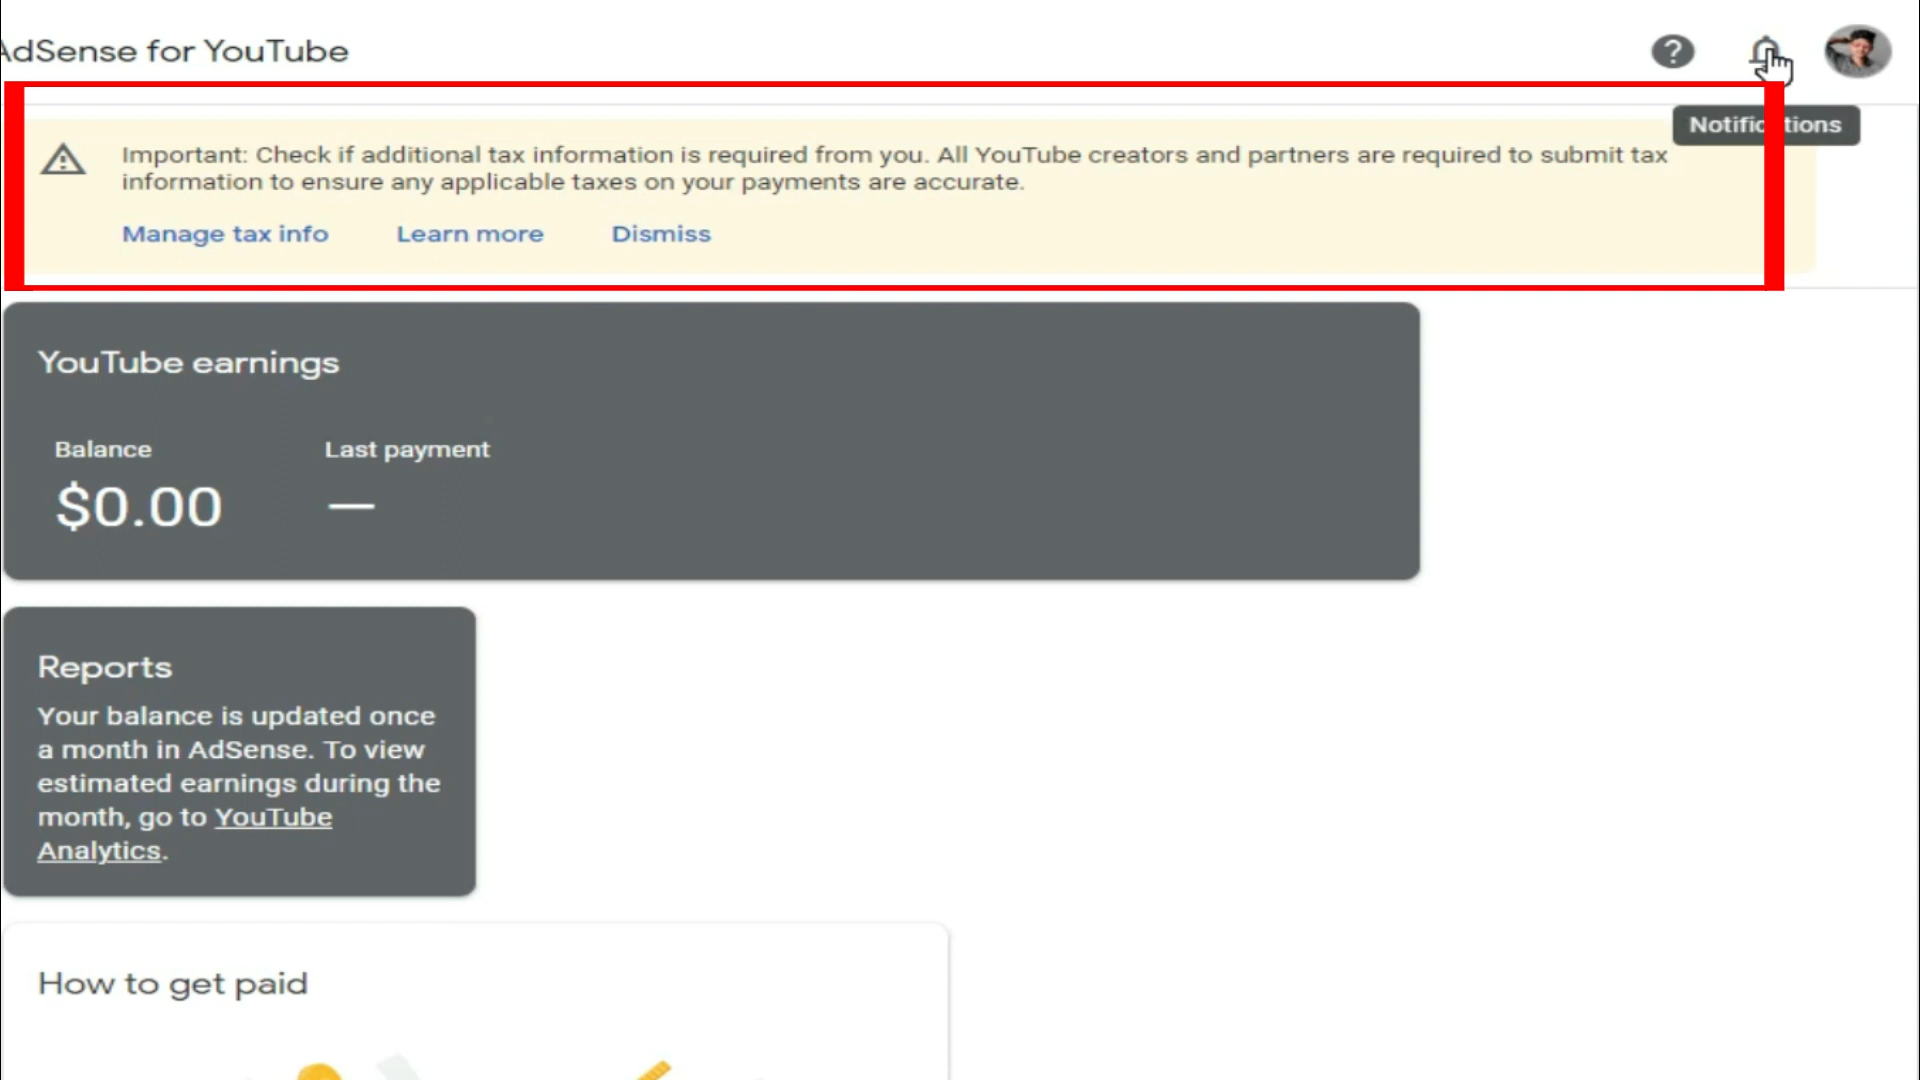 AdSense for YouTube
Notifications
Important: Check if additional tax information is required from you. All YouTube creators and partners are required to submit tax
information to ensure any applicable taxes on your payments are accurate.
Manage tax info Learn more Dismiss
YouTube earnings
Balance Last payment
$0.00 —
Reports
Your balance is updated once
a month in AdSense. To view
estimated earnings during the
month, go to YouTube
Analytics.
How to get paid